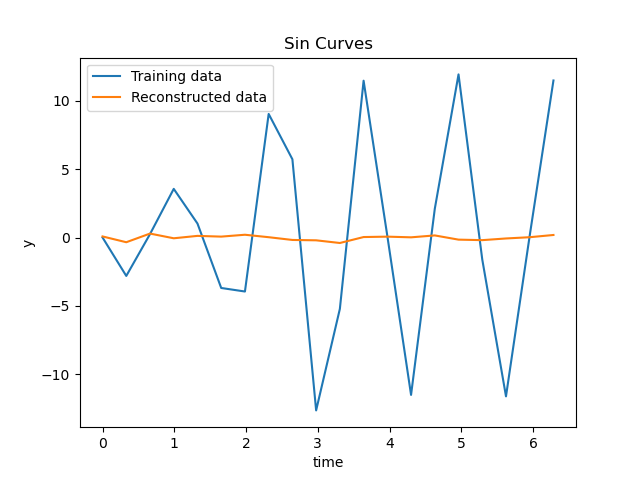 Sin Curves
Training data
Reconstructed data
10
5
0
−5
−10
y
0 1 2 3 4 5 6
time